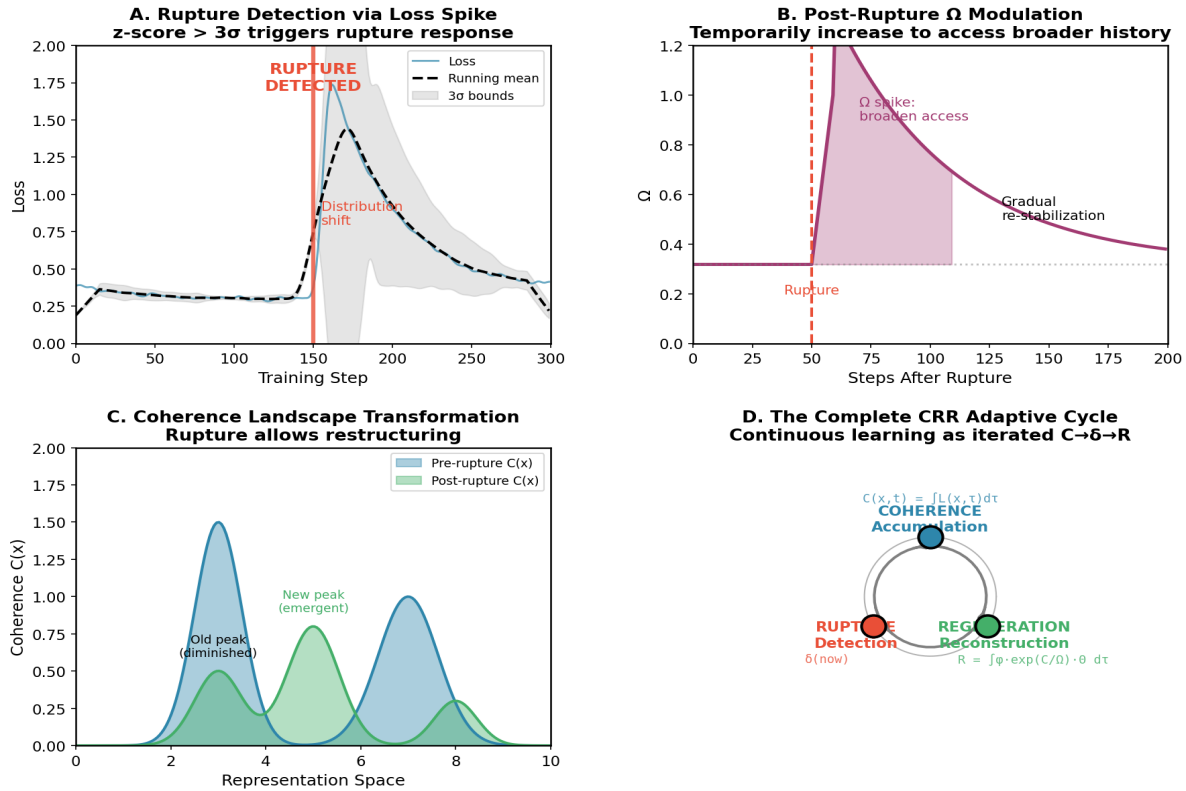 A. Rupture Detection via Loss Spike
z-score > 3σ triggers rupture response
2.00
1.75
1.50
1.25
1.00
0.75
0.50
0.25
0.00
Loss
RUPTURE
DETECTED
Loss
Running mean
3σ bounds
Distribution
shift
0
50
100
150
200
250
300
Training Step
B. Post-Rupture Ω Modulation
Temporarily increase to access broader history
1.2
1.0
0.8
0.6
0.4
0.2
0.0
Ω
Ω spike:
broaden access
Gradual
re-stabilization
Rupture
0
25
50
75
100
125
150
175
200
Steps After Rupture
C. Coherence Landscape Transformation
Rupture allows restructuring
2.00
1.75
1.50
1.25
1.00
0.75
0.50
0.25
0.00
Coherence C(x)
Pre-rupture C(x)
Post-rupture C(x)
New peak
(emergent)
Old peak
(diminished)
0
2
4
6
8
10
Representation Space
D. The Complete CRR Adaptive Cycle
Continuous learning as iterated C→δ→R
C(x,t) = ∫L(x,τ)dτ
COHERENCE
Accumulation
RUPTURE
Detection
δ(now)
REGENERATION
Reconstruction
R = ∫φ·exp(C/Ω)·Θ dτ